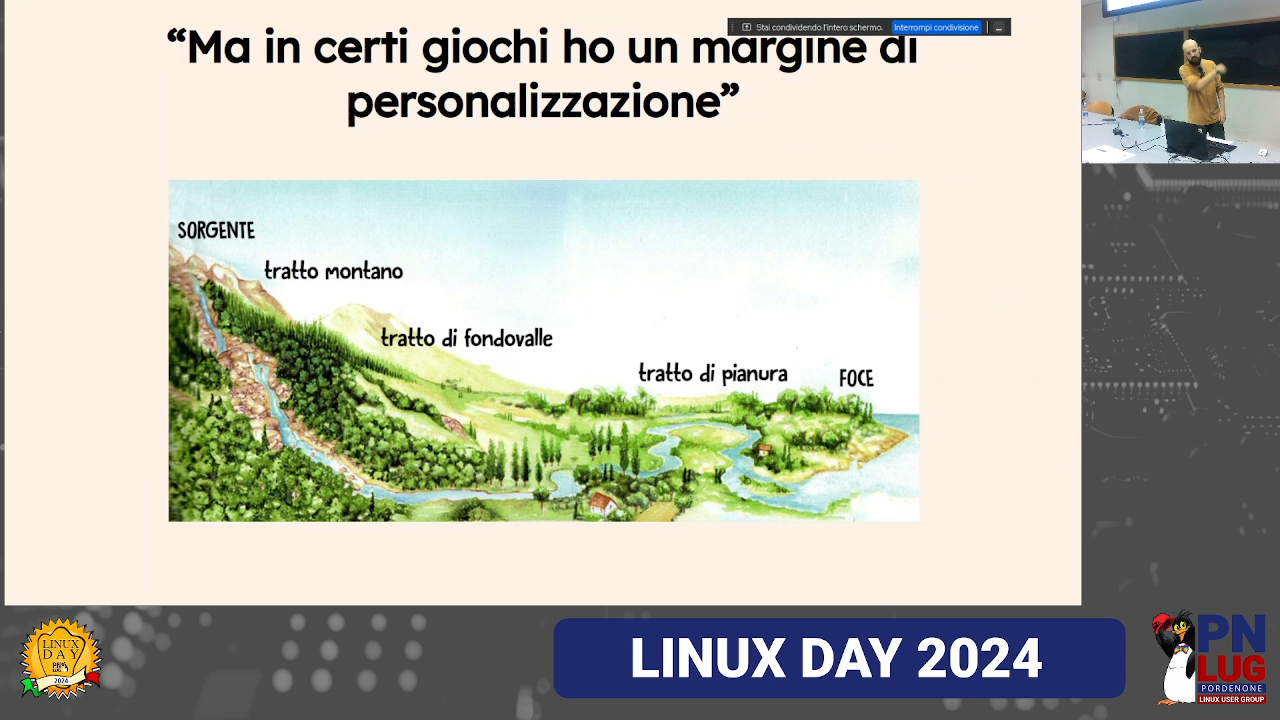 “Ma in certi giochi ho un margine di
personalizzazione”
Stai condividendo l'intero schermo.
Interrompi condivisione
SORGENTE
tratto montano
tratto di fondovalle
tratto di pianura
FOCE
LINUX
DAY
2024
LINUX DAY 2024
PN
LUG
PORDENONE
LINUX USER GROUP